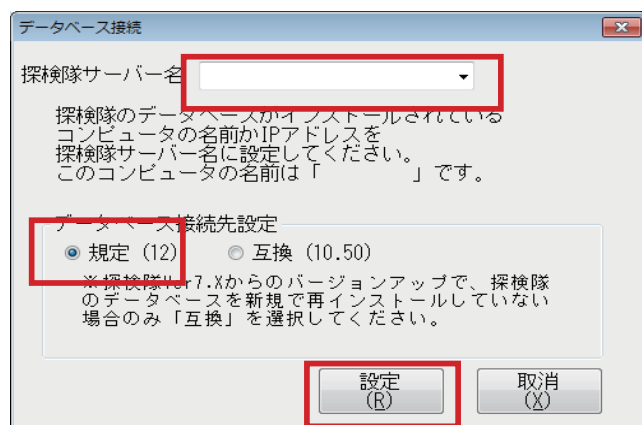 データベース接続
探検隊サーバー名
探検隊のデータベースがインストールされている
コンピュータの名前かIPアドレスを
探検隊サーバー名に設定してください。
このコンピュータの名前は「　　　　」です。
データベース接続先設定
規定 (12)　互換 (10.50)
※探検隊Ver7.Xからのバージョンアップで、探検隊
のデータベースを新規で再インストールしていない
場合のみ「互換」を選択してください。
設定　取消
(R)　(X)